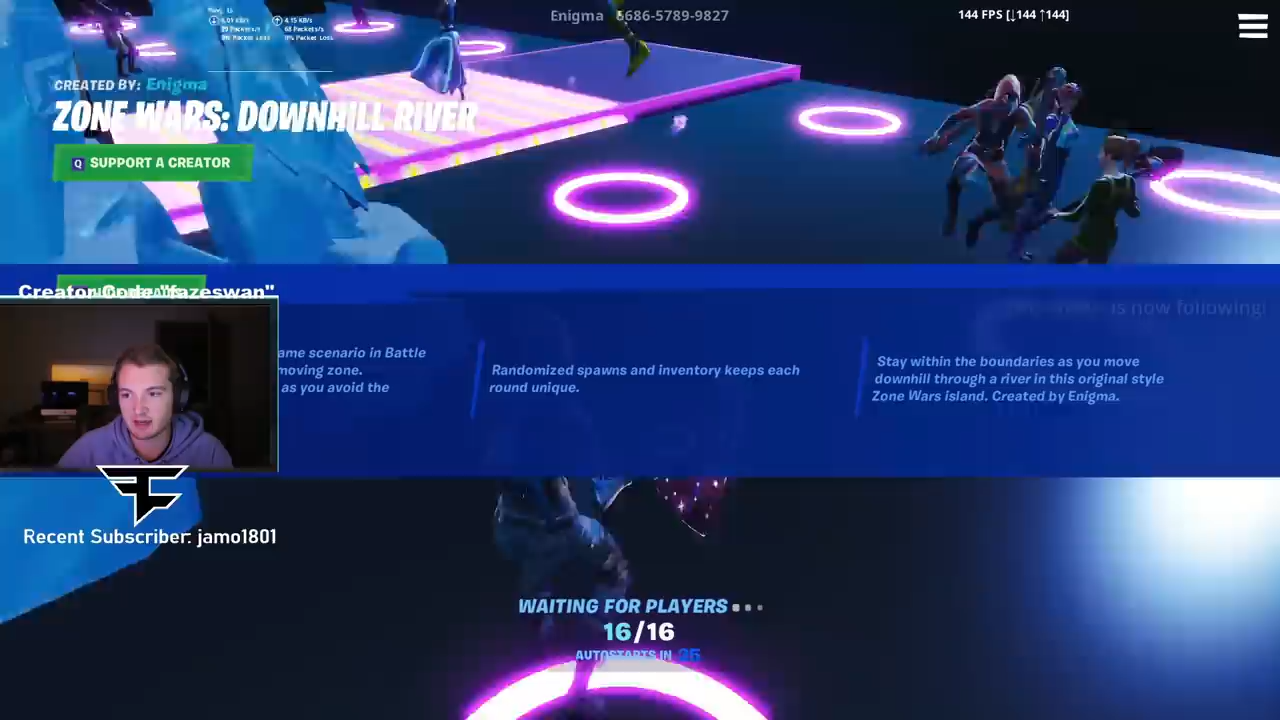 Enigma 6686-5789-9827
144 FPS [↓144 ↑144]
CREATED BY: Enigma
ZONE WARS: DOWNHILL RIVER
Q SUPPORT A CREATOR
Creator Code "fazeswan"
is now following!
ame scenario in Battle
moving zone.
as you avoid the
Randomized spawns and inventory keeps each
round unique.
Stay within the boundaries as you move
downhill through a river in this original style
Zone Wars island. Created by Enigma.
Recent Subscriber: jamo1801
WAITING FOR PLAYERS
16/16
AUTOSTARTS IN